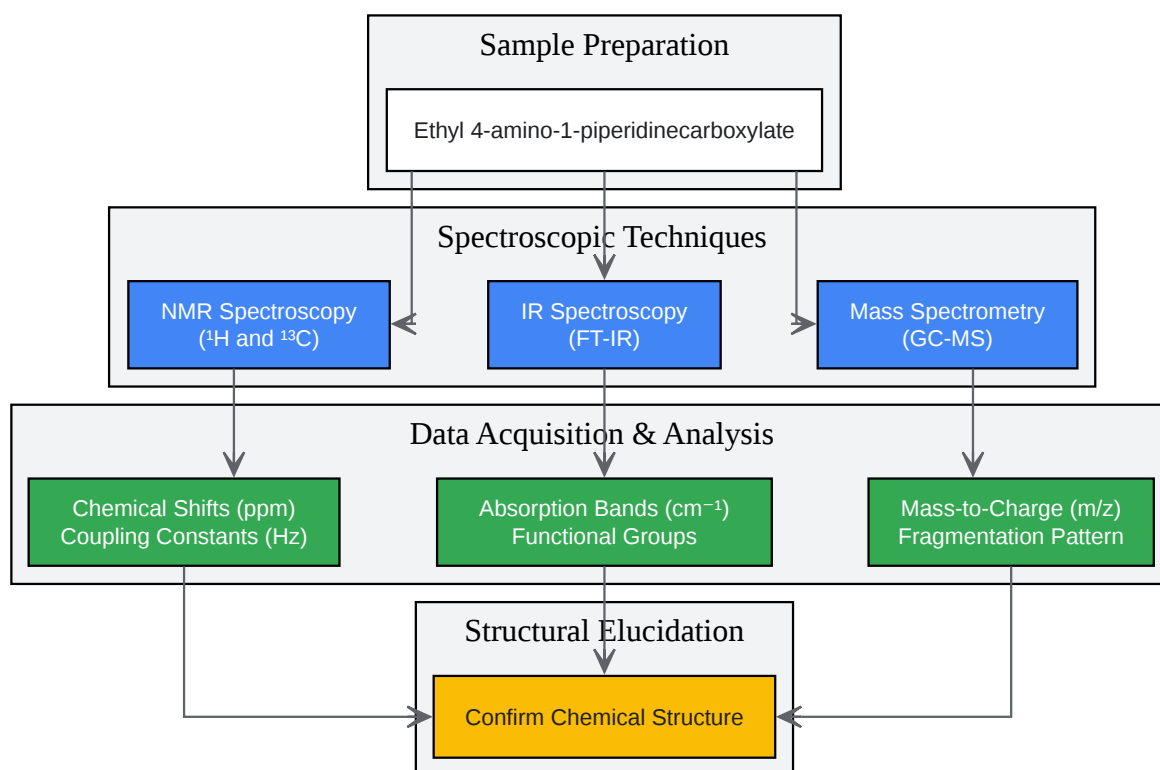 Sample Preparation
Ethyl 4-amino-1-piperidinecarboxylate
Spectroscopic Techniques
NMR Spectroscopy
(¹H and ¹³C)
IR Spectroscopy
(FT-IR)
Mass Spectrometry
(GC-MS)
Data Acquisition & Analysis
Chemical Shifts (ppm)
Coupling Constants (Hz)
Absorption Bands (cm⁻¹)
Functional Groups
Mass-to-Charge (m/z)
Fragmentation Pattern
Structural Elucidation
Confirm Chemical Structure